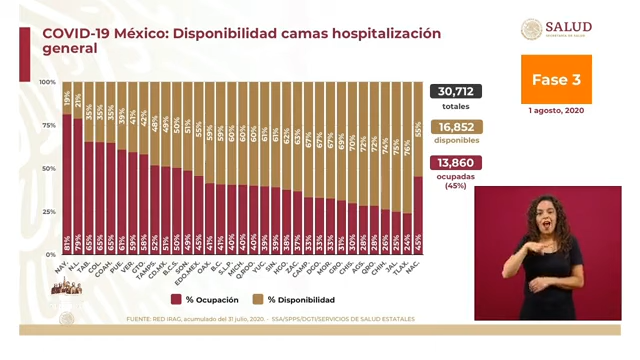 COVID-19 México: Disponibilidad camas hospitalización
general
SALUD
SECRETARÍA DE SALUD
Fase 3
1 agosto, 2020
30,712
totales
16,852
disponibles
13,860
ocupadas
(45%)
100%
75%
50%
25%
0%
19% 21% 35% 35% 35% 39% 41% 42% 48% 49% 50% 51% 55% 59% 59% 60% 60% 60% 61% 61% 62% 63% 67% 67% 67% 69% 70% 72% 72% 74% 75% 76% 55%
81% 79% 65% 65% 65% 61% 59% 58% 52% 51% 50% 49% 45% 41% 41% 40% 40% 40% 39% 39% 38% 37% 33% 33% 33% 31% 30% 28% 28% 26% 25% 24% 45%
NAY. N.L. TAB. COL. COAH. PUE. VER. GTO. TAMPS. CD.MX. B.C.S. SON. EDO.MEX. OAX. B.C. S.L.P. MICH. Q.ROO. YUC. SIN. HGO. ZAC. CAM. DGO. MOR. GRO. CHIS. AGS. QRO. CHIH. JAL. TLAX. NAC.
% Ocupación % Disponibilidad
FUENTE: RED IRAG, acumulado del 31 julio, 2020. - SSA/SPPS/DGTI/SERVICIOS DE SALUD ESTATALES